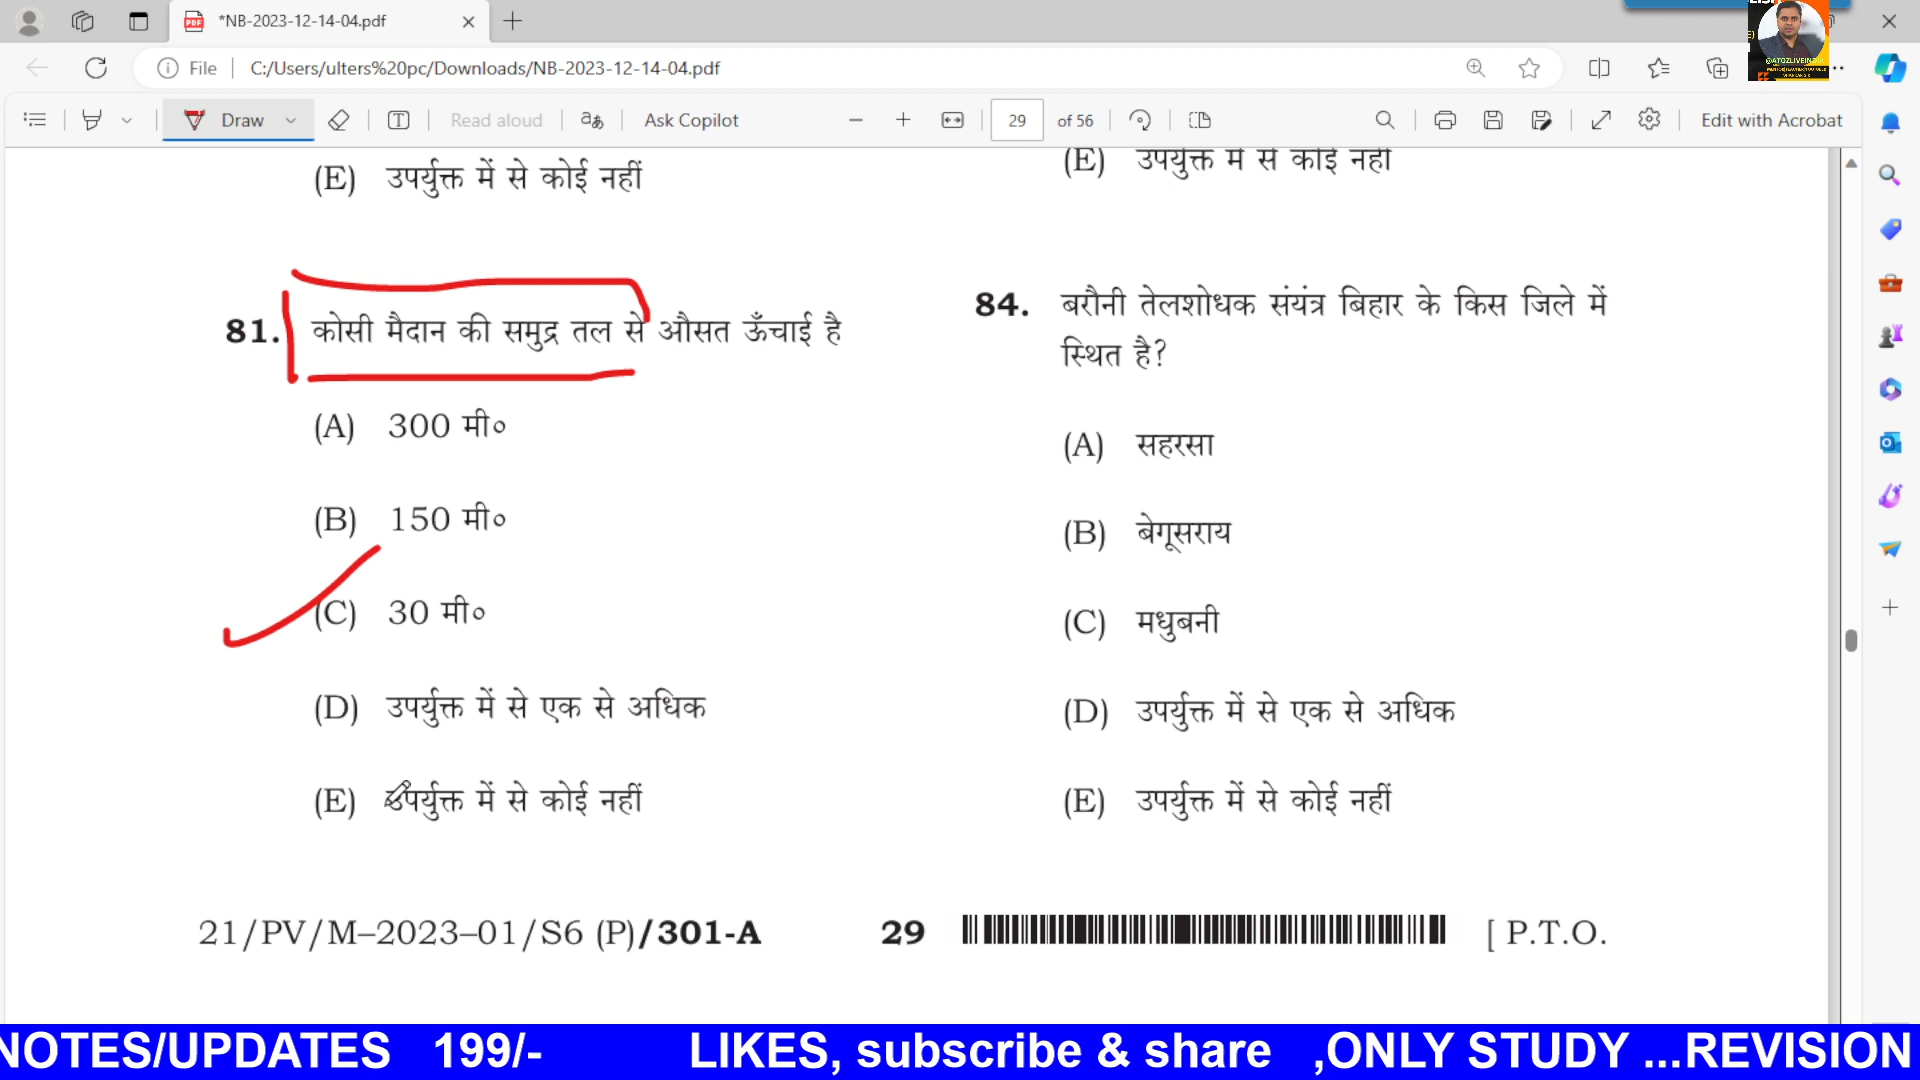 *NB-2023-12-14-04.pdf
File
C:/Users/ulters%20pc/Downloads/NB-2023-12-14-04.pdf
@ATOZLIVEINDIA
Draw
Read aloud
Ask Copilot
29 of 56
Edit with Acrobat
(E) उपर्युक्त में से कोई नहीं
81. कोसी मैदान की समुद्र तल से औसत ऊँचाई है
(A) 300 मी०
(B) 150 मी०
(C) 30 मी०
(D) उपर्युक्त में से एक से अधिक
(E) उपर्युक्त में से कोई नहीं
(E) उपर्युक्त में से कोई नहीं
84. बरौनी तेलशोधक संयंत्र बिहार के किस जिले में
स्थित है?
(A) सहरसा
(B) बेगूसराय
(C) मधुबनी
(D) उपर्युक्त में से एक से अधिक
(E) उपर्युक्त में से कोई नहीं
21/PV/M–2023–01/S6 (P)/301-A 29 [ P.T.O.
NOTES/UPDATES 199/- LIKES, subscribe & share ,ONLY STUDY ...REVISION